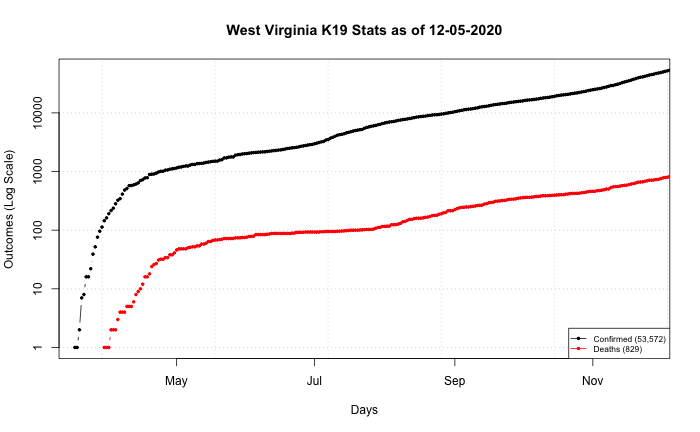 West Virginia K19 Stats as of 12-05-2020
Outcomes (Log Scale)
10000
1000
100
10
1
Confirmed (53,572)
Deaths (829)
May
Jul
Sep
Nov
Days